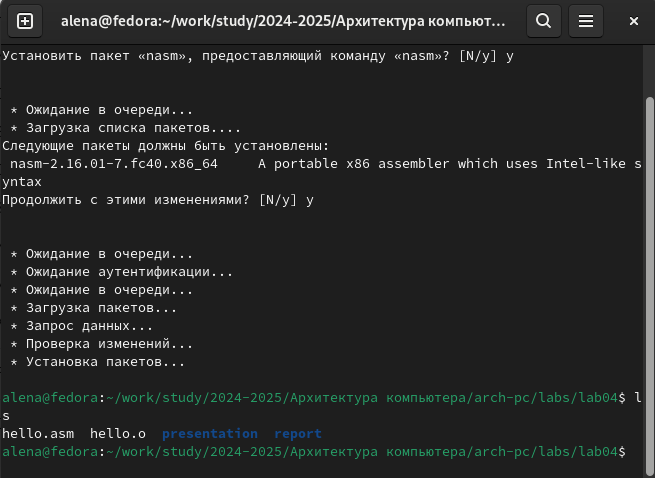 alena@fedora:~/work/study/2024-2025/Архитектура компьют...
Установить пакет «nasm», предоставляющий команду «nasm»? [N/y] y
* Ожидание в очереди...
* Загрузка списка пакетов....
Следующие пакеты должны быть установлены:
nasm-2.16.01-7.fc40.x86_64     A portable x86 assembler which uses Intel-like s
yntax
Продолжить с этими изменениями? [N/y] y
* Ожидание в очереди...
* Ожидание аутентификации...
* Ожидание в очереди...
* Загрузка пакетов...
* Запрос данных...
* Проверка изменений...
* Установка пакетов...
alena@fedora:~/work/study/2024-2025/Архитектура компьютера/arch-pc/labs/lab04$ l
s
hello.asm  hello.o  presentation  report
alena@fedora:~/work/study/2024-2025/Архитектура компьютера/arch-pc/labs/lab04$